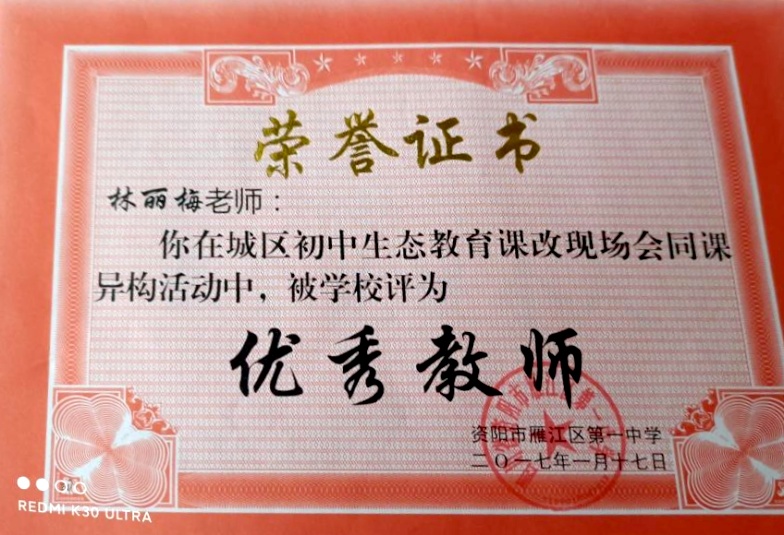 荣誉证书
林丽梅老师：
你在城区初中生态教育课改现场会同课
异构活动中，被学校评为
优秀教师
资阳市雁江区第一中学
二〇一七年一月十七日
REDMI K30 ULTRA